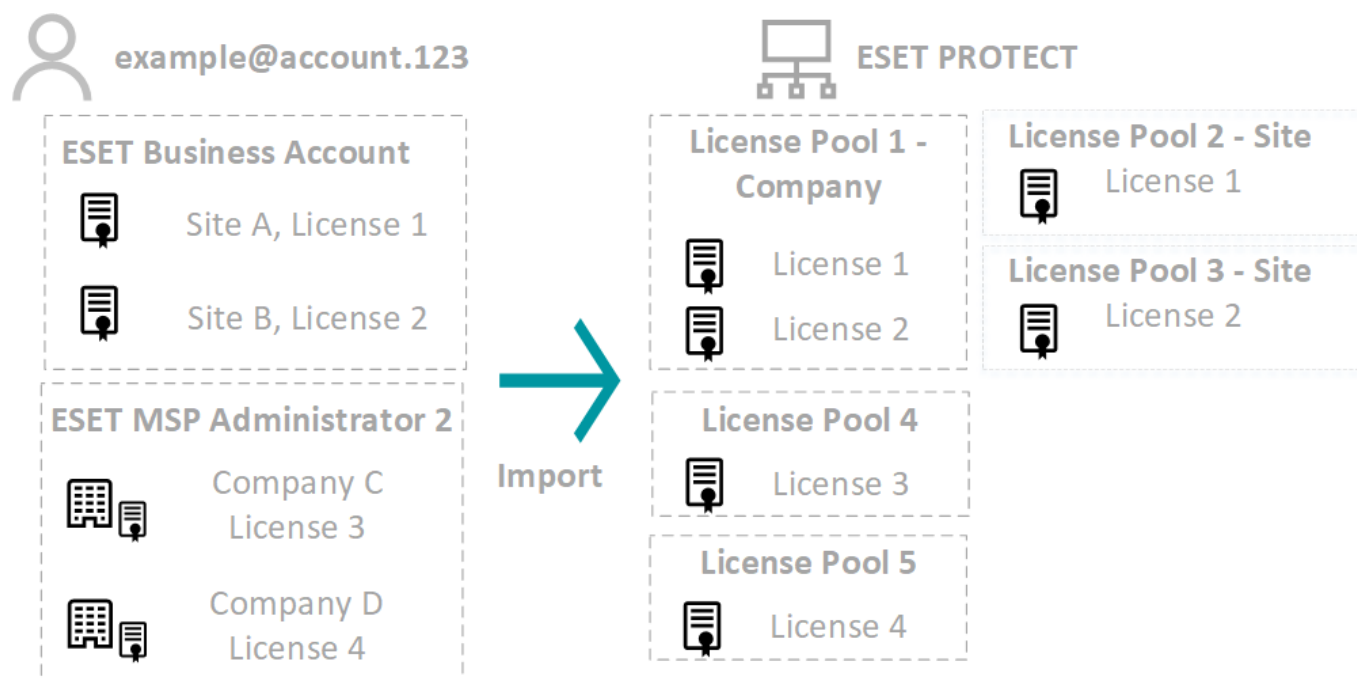 example@account.123
ESET Business Account
Site A, License 1
Site B, License 2
ESET MSP Administrator 2
Company C
License 3
Company D
License 4
Import
ESET PROTECT
License Pool 1 -
Company
License 1
License 2
License Pool 2 - Site
License 1
License Pool 3 - Site
License 2
License Pool 4
License 3
License Pool 5
License 4